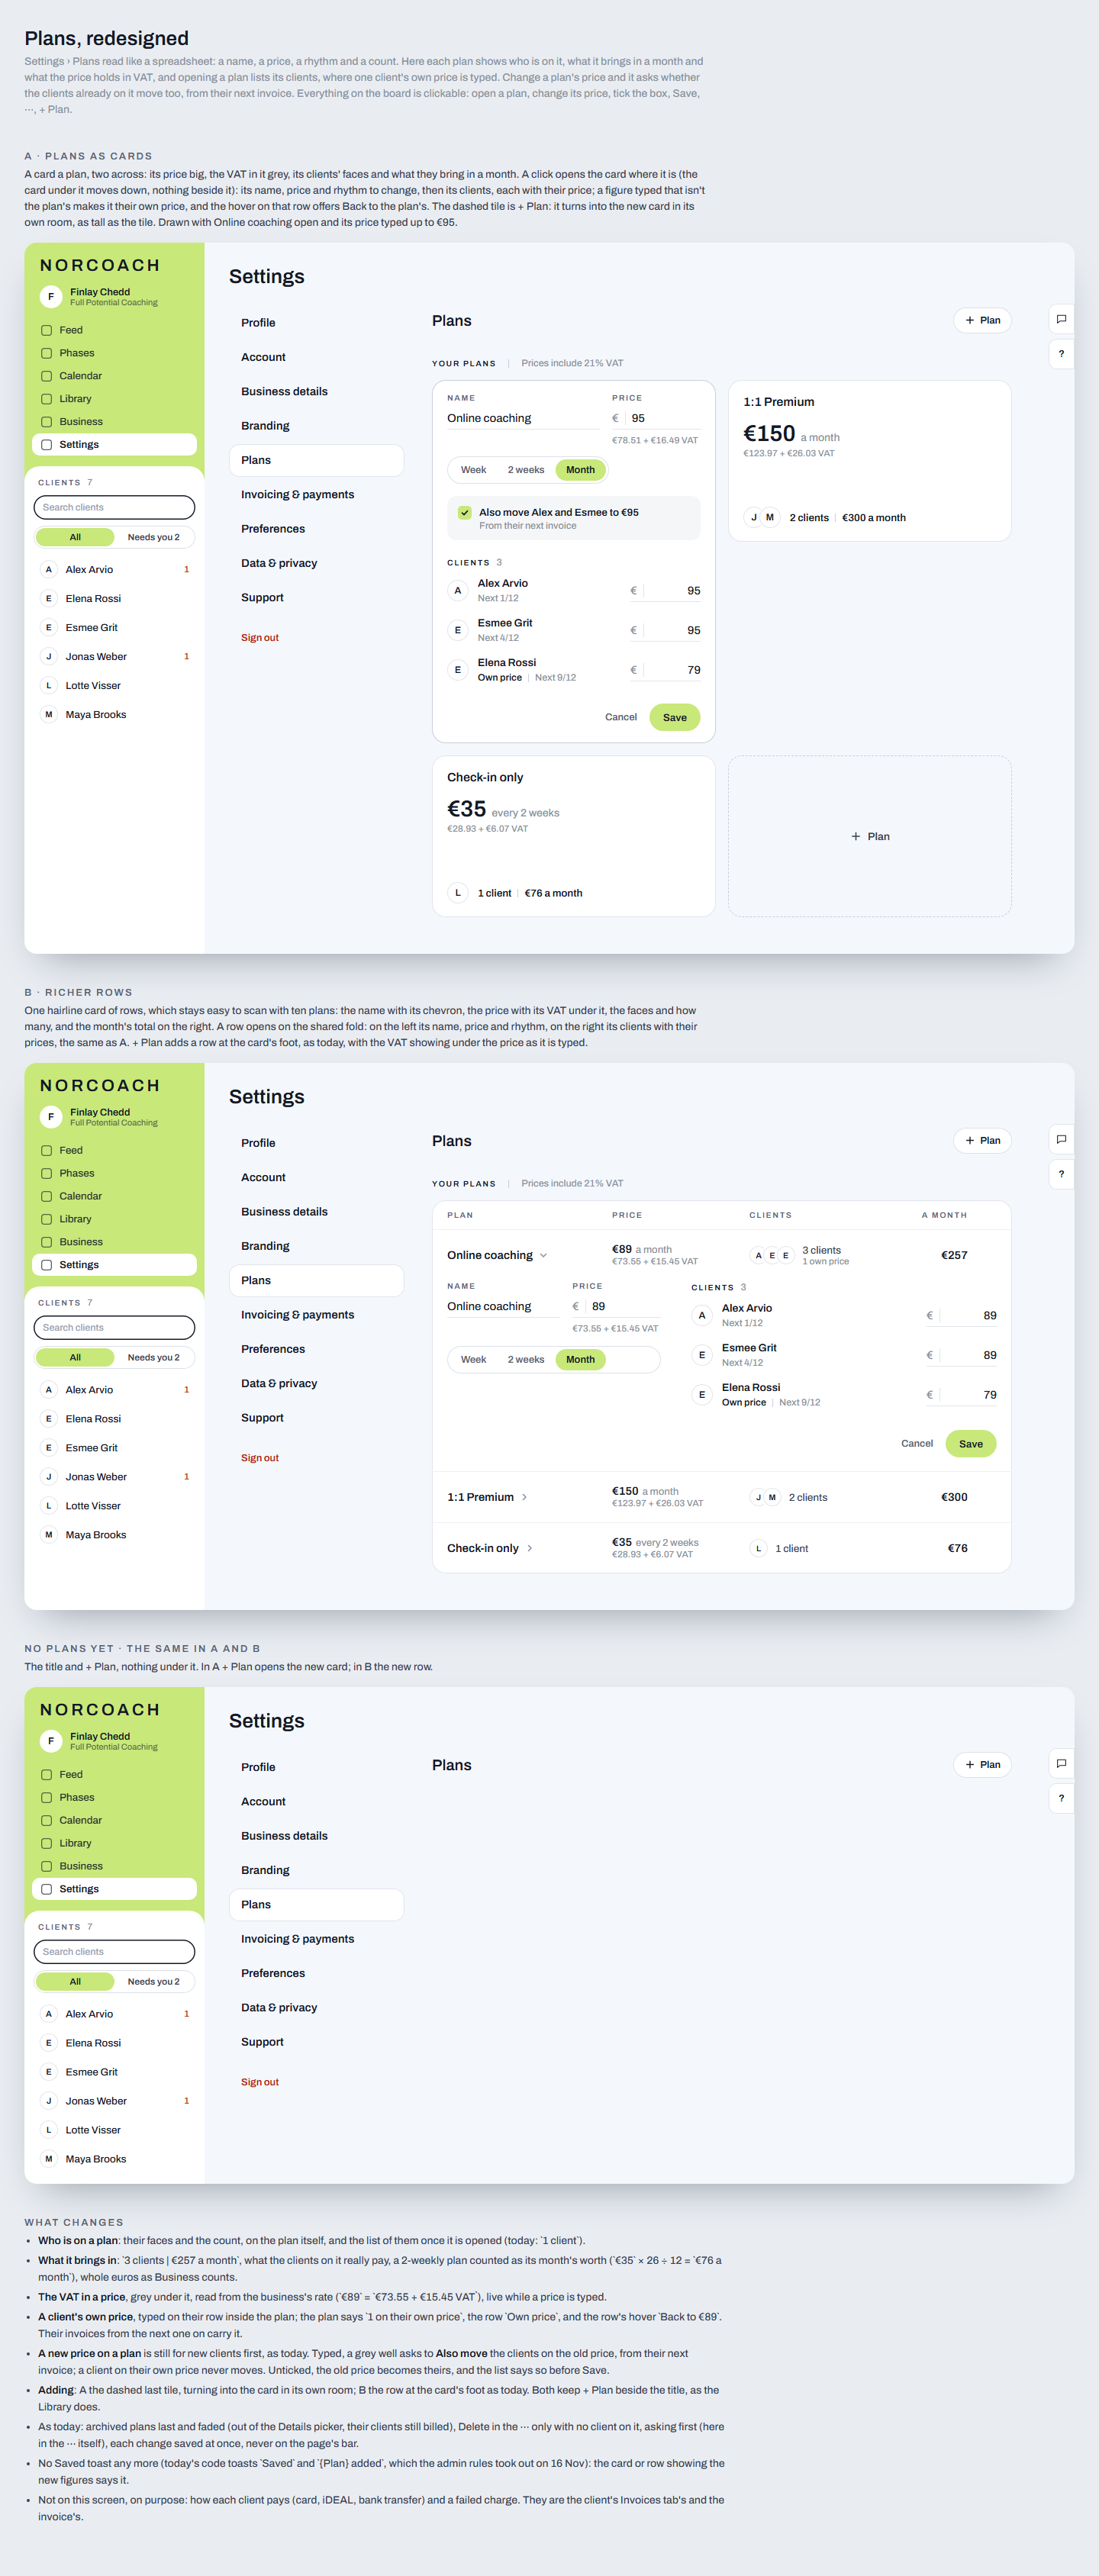 Plans, redesigned
Settings › Plans read like a spreadsheet: a name, a price, a rhythm and a count. Here each plan shows who is on it, what it brings in a month and
what the price holds in VAT, and opening a plan lists its clients, where one client's own price is typed. Change a plan's price and it asks whether
the clients already on it move too, from their next invoice. Everything on the board is clickable: open a plan, change its price, tick the box, Save,
···, + Plan.
A · PLANS AS CARDS
A card a plan, two across: its price big, the VAT in it grey, its clients' faces and what they bring in a month. A click opens the card where it is (the
card under it moves down, nothing beside it): its name, price and rhythm to change, then its clients, each with their price; a figure typed that isn't
the plan's makes it their own price, and the hover on that row offers Back to the plan's. The dashed tile is + Plan: it turns into the new card in its
own room, as tall as the tile. Drawn with Online coaching open and its price typed up to €95.
NORCOACH
F
Finlay Chedd
Full Potential Coaching
Feed
Phases
Calendar
Library
Business
Settings
CLIENTS 7
Search clients
All
Needs you 2
A Alex Arvio 1
E Elena Rossi
E Esmee Grit
J Jonas Weber 1
L Lotte Visser
M Maya Brooks
Settings
Profile
Account
Business details
Branding
Plans
Invoicing & payments
Preferences
Data & privacy
Support
Sign out
Plans
+ Plan
?
YOUR PLANS | Prices include 21% VAT
NAME
PRICE
Online coaching
€ 95
€78.51 + €16.49 VAT
Week 2 weeks Month
Also move Alex and Esmee to €95
From their next invoice
CLIENTS 3
A Alex Arvio
Next 1/12
€ 95
E Esmee Grit
Next 4/12
€ 95
E Elena Rossi
Own price | Next 9/12
€ 79
Cancel
Save
1:1 Premium
€150 a month
€123.97 + €26.03 VAT
J M 2 clients | €300 a month
Check-in only
€35 every 2 weeks
€28.93 + €6.07 VAT
L 1 client | €76 a month
+ Plan
B · RICHER ROWS
One hairline card of rows, which stays easy to scan with ten plans: the name with its chevron, the price with its VAT under it, the faces and how
many, and the month's total on the right. A row opens on the shared fold: on the left its name, price and rhythm, on the right its clients with their
prices, the same as A. + Plan adds a row at the card's foot, as today, with the VAT showing under the price as it is typed.
NORCOACH
F
Finlay Chedd
Full Potential Coaching
Feed
Phases
Calendar
Library
Business
Settings
CLIENTS 7
Search clients
All
Needs you 2
A Alex Arvio 1
E Elena Rossi
E Esmee Grit
J Jonas Weber 1
L Lotte Visser
M Maya Brooks
Settings
Profile
Account
Business details
Branding
Plans
Invoicing & payments
Preferences
Data & privacy
Support
Sign out
Plans
+ Plan
?
YOUR PLANS | Prices include 21% VAT
PLAN PRICE CLIENTS A MONTH
Online coaching
€89 a month
€73.55 + €15.45 VAT
A E E 3 clients
1 own price
€257
NAME
PRICE
Online coaching
€ 89
€73.55 + €15.45 VAT
Week 2 weeks Month
CLIENTS 3
A Alex Arvio
Next 1/12
€ 89
E Esmee Grit
Next 4/12
€ 89
E Elena Rossi
Own price | Next 9/12
€ 79
Cancel
Save
1:1 Premium
€150 a month
€123.97 + €26.03 VAT
J M 2 clients
€300
Check-in only
€35 every 2 weeks
€28.93 + €6.07 VAT
L 1 client
€76
NO PLANS YET · THE SAME IN A AND B
The title and + Plan, nothing under it. In A + Plan opens the new card; in B the new row.
NORCOACH
F
Finlay Chedd
Full Potential Coaching
Feed
Phases
Calendar
Library
Business
Settings
CLIENTS 7
Search clients
All
Needs you 2
A Alex Arvio 1
E Elena Rossi
E Esmee Grit
J Jonas Weber 1
L Lotte Visser
M Maya Brooks
Settings
Profile
Account
Business details
Branding
Plans
Invoicing & payments
Preferences
Data & privacy
Support
Sign out
Plans
+ Plan
?
WHAT CHANGES
• Who is on a plan: their faces and the count, on the plan itself, and the list of them once it is opened (today: `1 client`).
• What it brings in: `3 clients | €257 a month`, what the clients on it really pay, a 2-weekly plan counted as its month's worth (`€35` × 26 ÷ 12 = `€76 a
month`), whole euros as Business counts.
• The VAT in a price, grey under it, read from the business's rate (`€89` = `€73.55 + €15.45 VAT`), live while a price is typed.
• A client's own price, typed on their row inside the plan; the plan says `1 on their own price`, the row `Own price`, and the row's hover `Back to €89`.
Their invoices from the next one on carry it.
• A new price on a plan is still for new clients first, as today. Typed, a grey well asks to Also move the clients on the old price, from their next
invoice; a client on their own price never moves. Unticked, the old price becomes theirs, and the list says so before Save.
• Adding: A the dashed last tile, turning into the card in its own room; B the row at the card's foot as today. Both keep + Plan beside the title, as the
Library does.
• As today: archived plans last and faded (out of the Details picker, their clients still billed), Delete in the ··· only with no client on it, asking first (here
in the ··· itself), each change saved at once, never on the page's bar.
• No Saved toast any more (today's code toasts `Saved` and `{Plan} added`, which the admin rules took out on 16 Nov): the card or row showing the
new figures says it.
• Not on this screen, on purpose: how each client pays (card, iDEAL, bank transfer) and a failed charge. They are the client's Invoices tab's and the
invoice's.